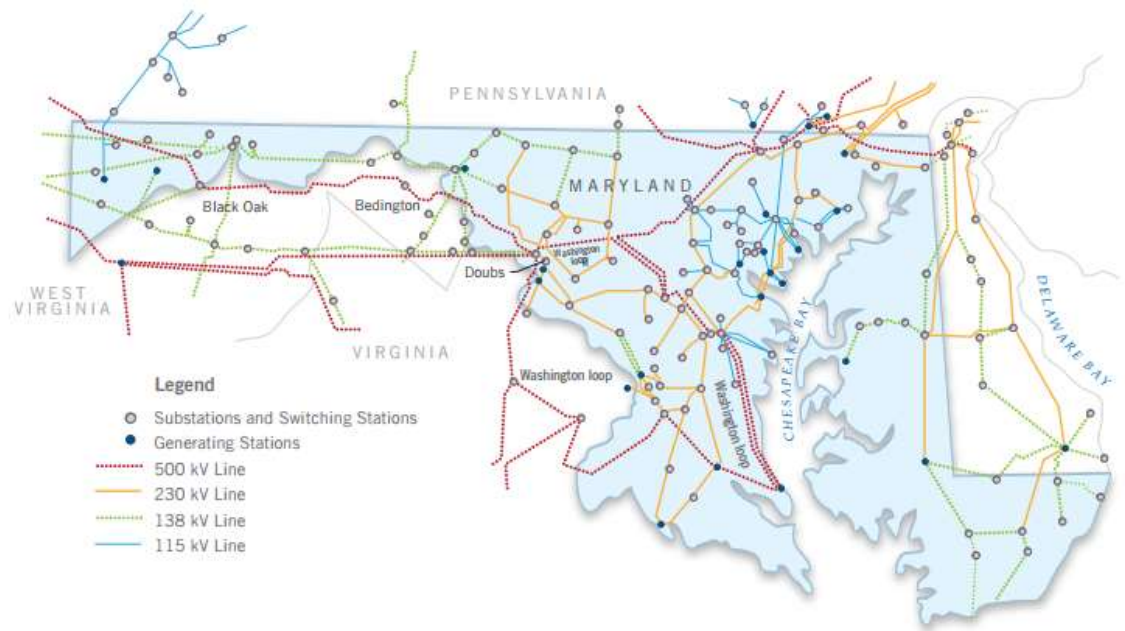 PENNSYLVANIA
MARYLAND
Black Oak
Bedington
Washington
loop
Doubs
WEST
VIRGINIA
VIRGINIA
DELAWARE BAY
CHESAPEAKE BAY
Washington loop
Washington loop
Legend
Substations and Switching Stations
Generating Stations
500 kV Line
230 kV Line
138 kV Line
115 kV Line